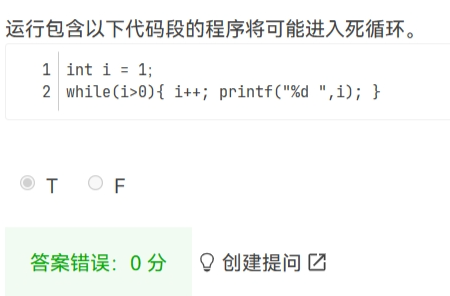 运行包含以下代码段的程序将可能进入死循环。
1 int i = 1;
2 while(i>0){ i++; printf("%d ",i); }
T F
答案错误：0 分 创建提问